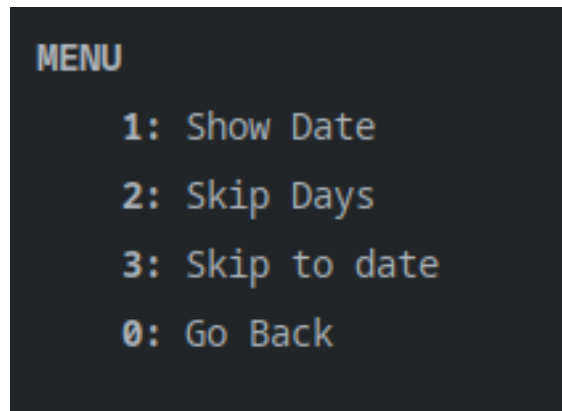 MENU
1: Show Date
2: Skip Days
3: Skip to date
0: Go Back